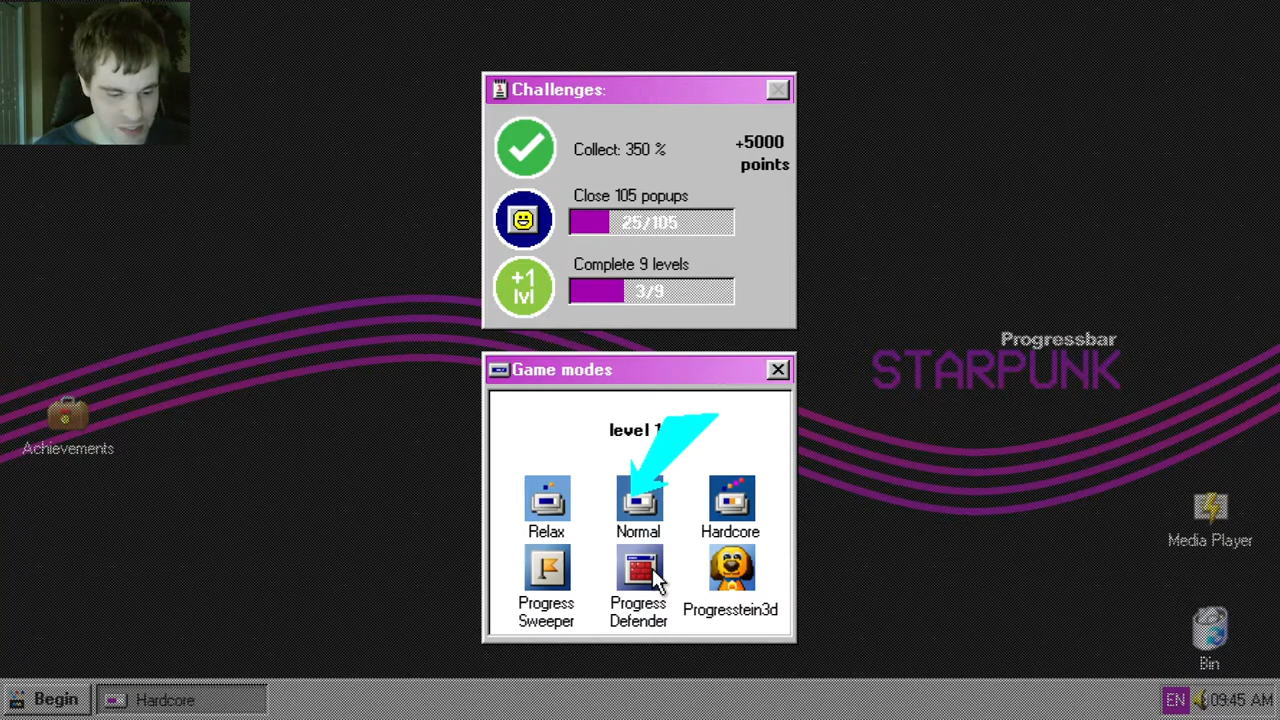 Challenges:
Collect: 350 %
+5000
points
Close 105 popups
25/105
+1
lvl
Complete 9 levels
3/9
Progressbar
STARPUNK
Game modes
level 1
Achievements
Relax
Normal
Hardcore
Progress
Sweeper
Progress
Defender
Progresstein3d
Media Player
Bin
Begin
Hardcore
EN
09:45 AM